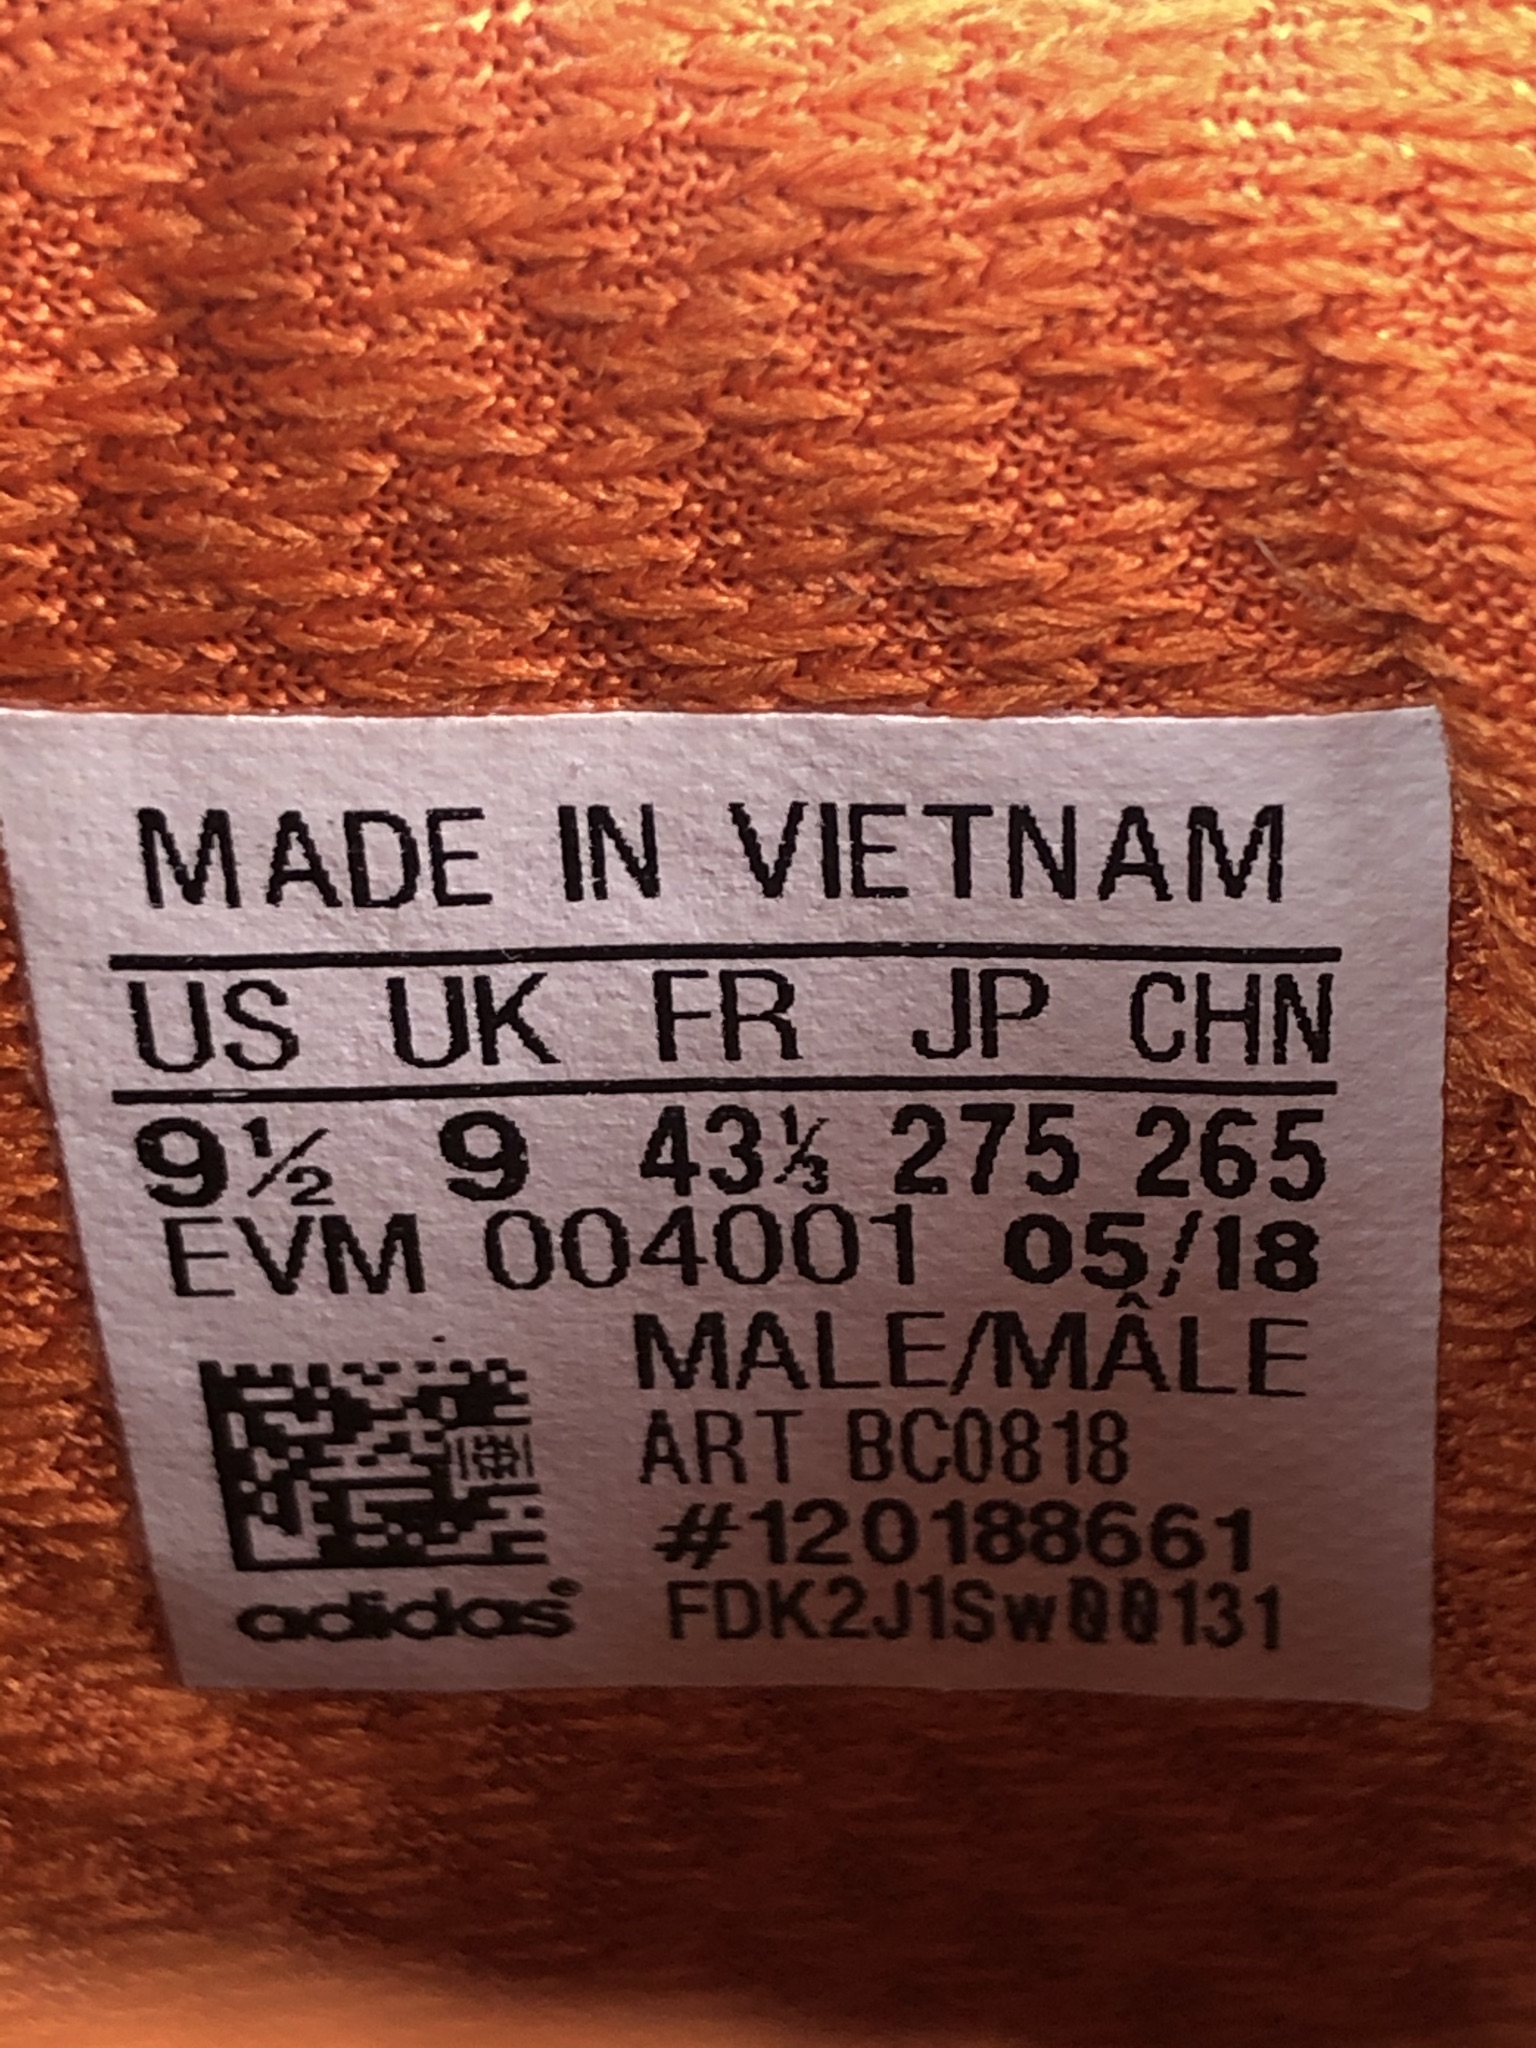 MADE IN VIETNAM
US UK FR JP CHN
9½ 9 43⅓ 275 265
EVM 004001 05/18
MALE/MÂLE
ART BC0818
#120188661
adidas® FDK2J1Sw00131